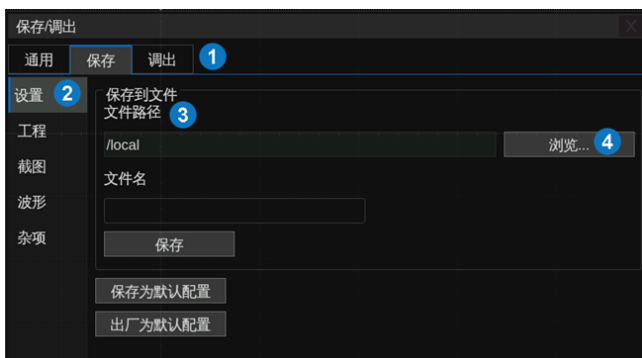 保存/调出 X
通用 保存 调出 1
设置 2
保存到文件
文件路径 3
工程
/local 浏览... 4
截图
文件名
波形
杂项
保存
保存为默认配置
出厂为默认配置